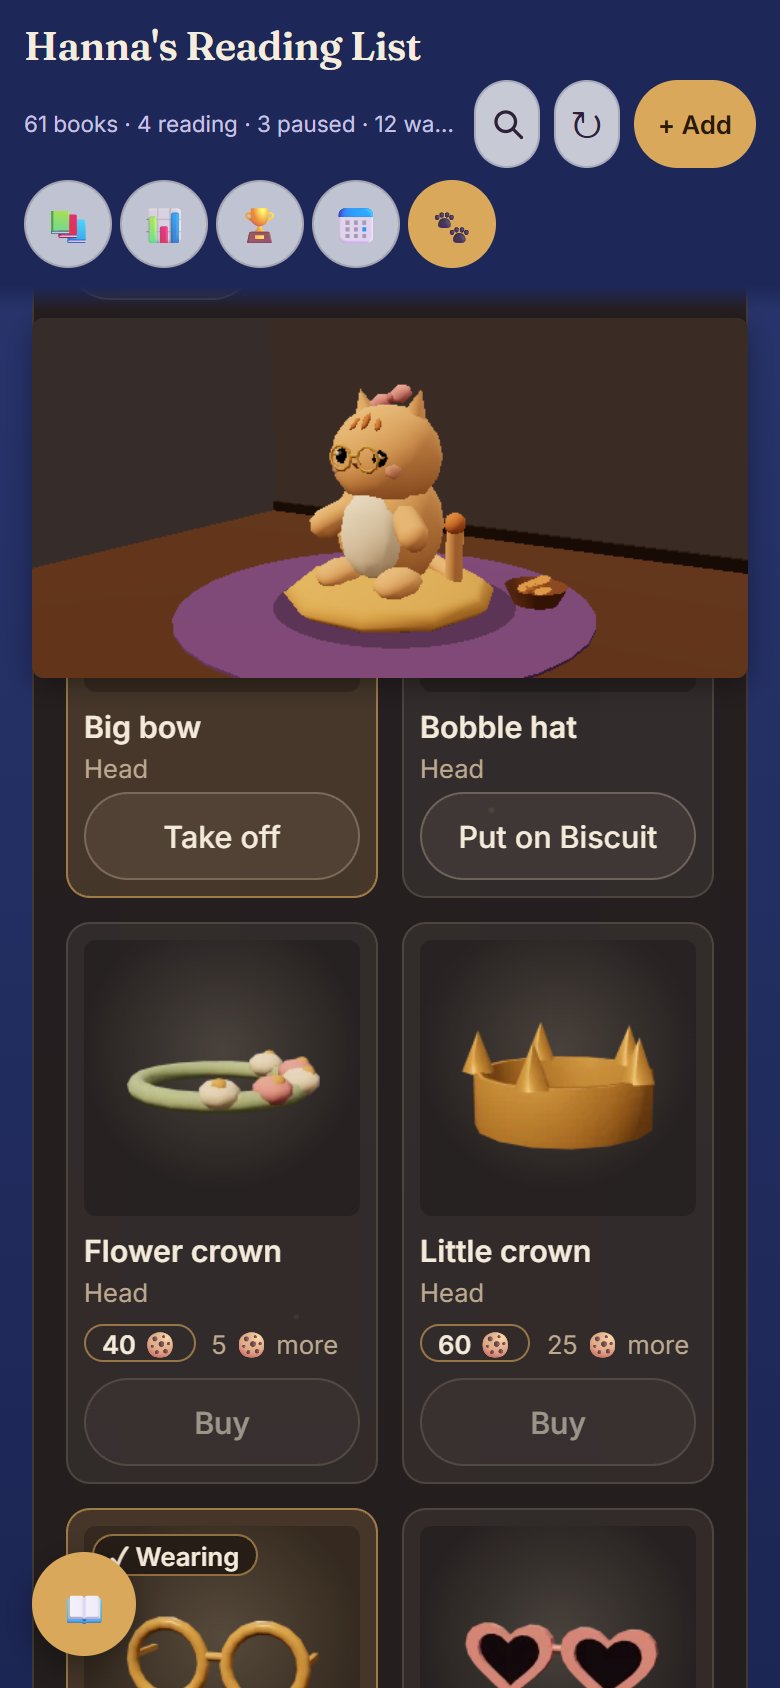 Hanna's Reading List
61 books · 4 reading · 3 paused · 12 wa...
+ Add
Big bow
Head
Take off
Bobble hat
Head
Put on Biscuit
Flower crown
Head
40 5 more
Buy
Little crown
Head
60 25 more
Buy
✓ Wearing